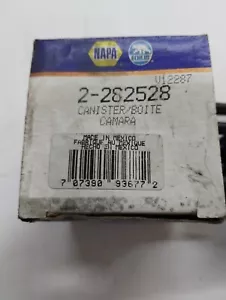 NAPA
V12287
2-282528
CANISTER/BOITE
CAMARA
MADE IN MEXICO
FABRIQUE AU MEXIQUE
HECHO EN MEXICO
7 07390 93677 2